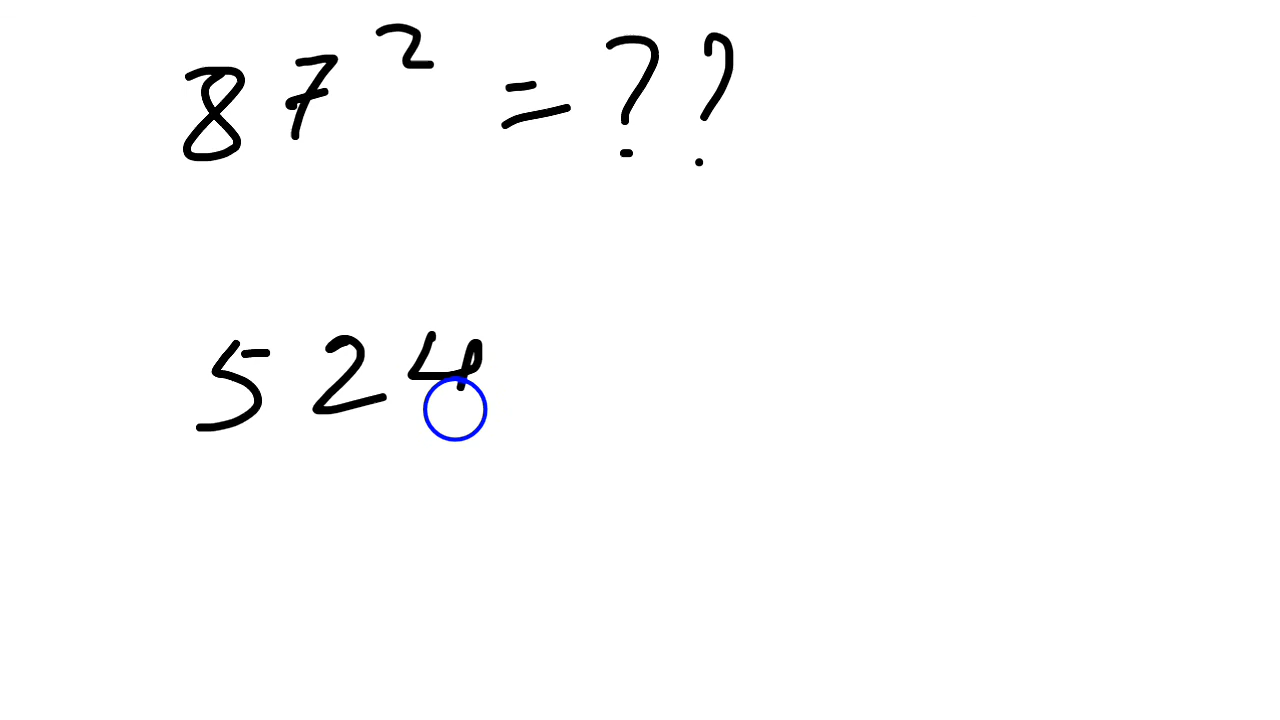 87² = ??
524